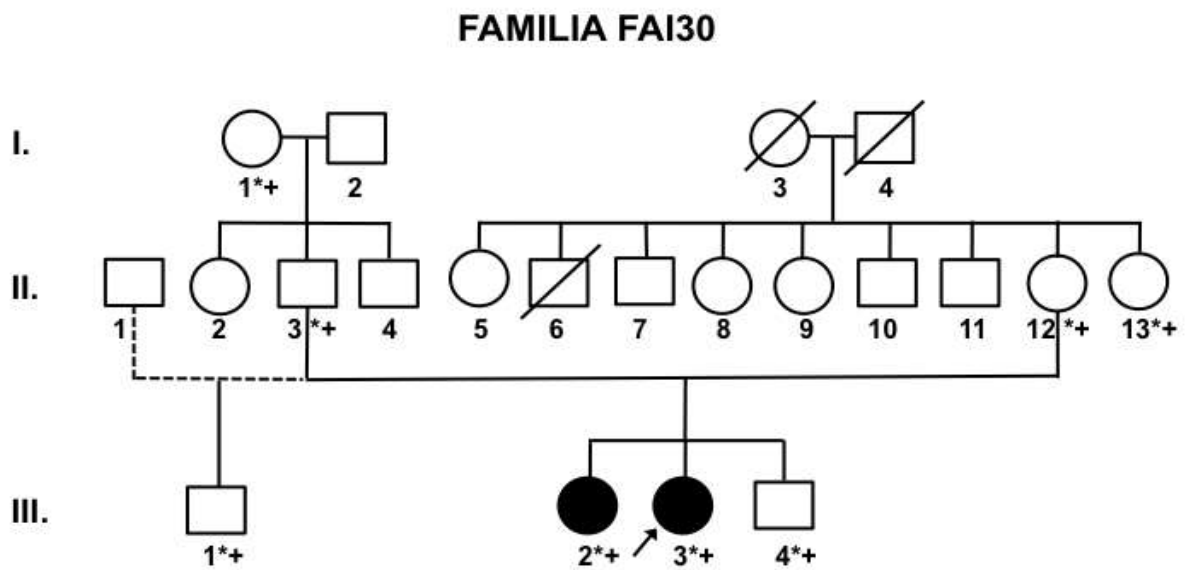 FAMILIA FAI30
I.
1*+ 2 3 4
II.
1 2 3 *+ 4 5 6 7 8 9 10 11 12 *+ 13*+
III.
1*+ 2*+ 3*+ 4*+